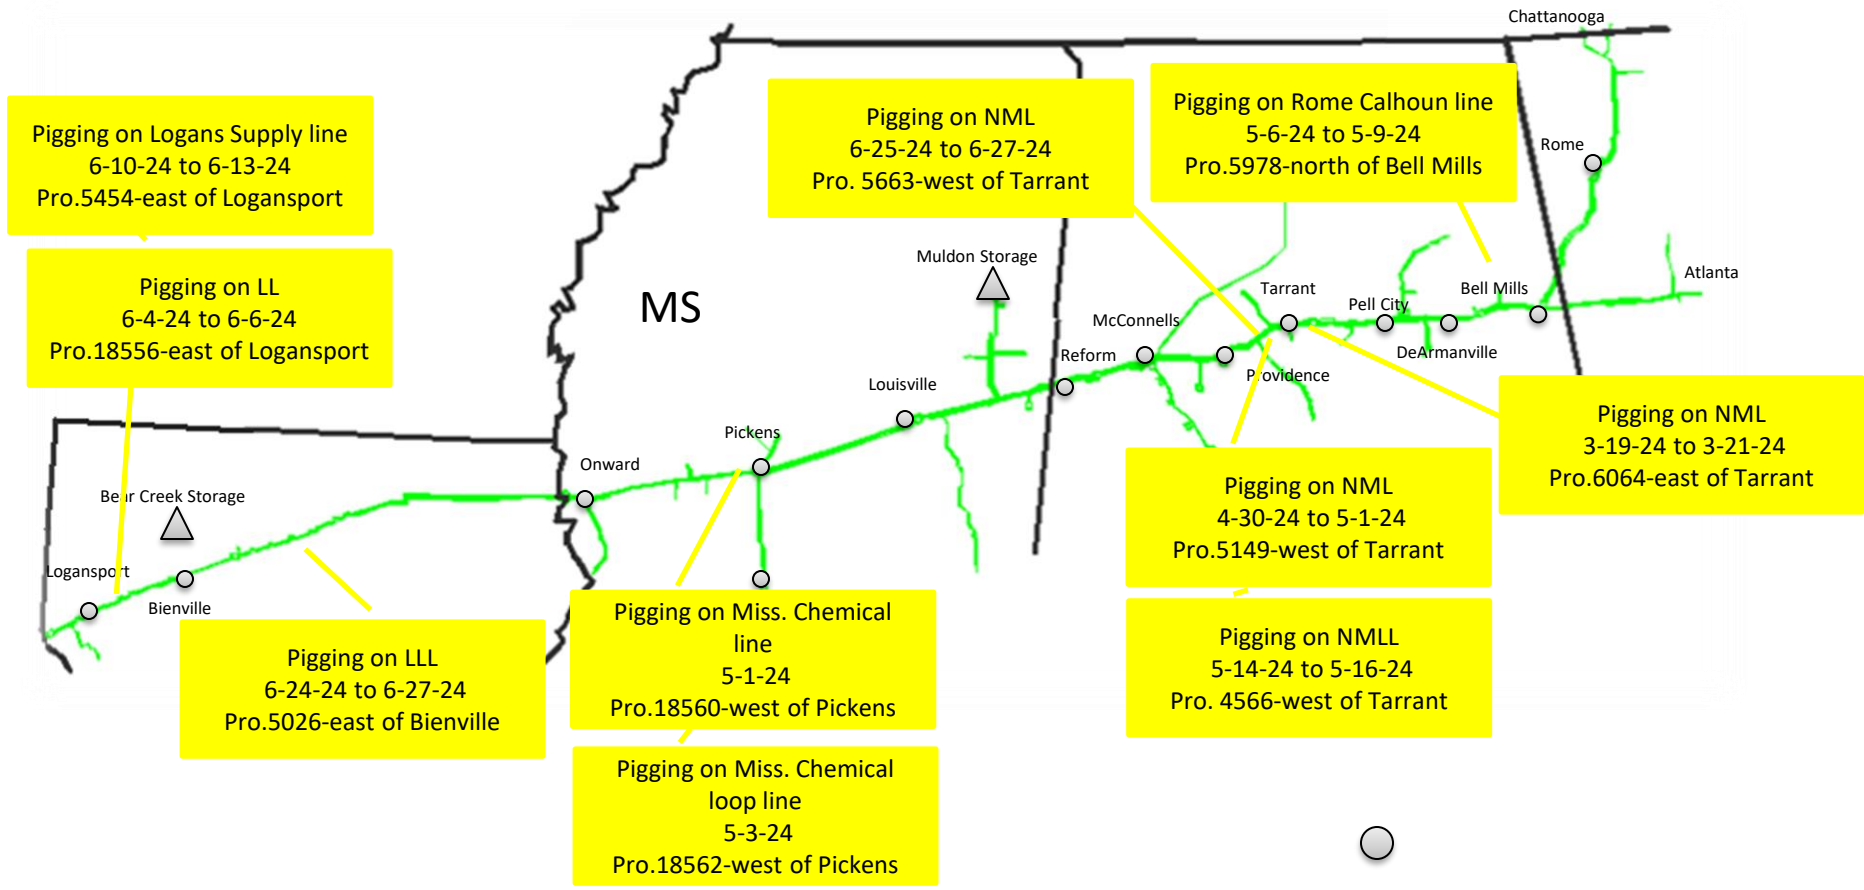 Chattanooga
Pigging on Logans Supply line
6-10-24 to 6-13-24
Pro.5454-east of Logansport
Pigging on NML
6-25-24 to 6-27-24
Pro. 5663-west of Tarrant
Pigging on Rome Calhoun line
5-6-24 to 5-9-24
Pro.5978-north of Bell Mills
Rome
Pigging on LL
6-4-24 to 6-6-24
Pro.18556-east of Logansport
MS
Muldon Storage
McConnells
Tarrant
Pell City
Bell Mills
Atlanta
Reform
Providence
DeArmanville
Louisville
Pickens
Onward
Bear Creek Storage
Logansport
Bienville
Pigging on NML
3-19-24 to 3-21-24
Pro.6064-east of Tarrant
Pigging on NML
4-30-24 to 5-1-24
Pro.5149-west of Tarrant
Pigging on LLL
6-24-24 to 6-27-24
Pro.5026-east of Bienville
Pigging on Miss. Chemical
line
5-1-24
Pro.18560-west of Pickens
Pigging on NMLL
5-14-24 to 5-16-24
Pro. 4566-west of Tarrant
Pigging on Miss. Chemical
loop line
5-3-24
Pro.18562-west of Pickens